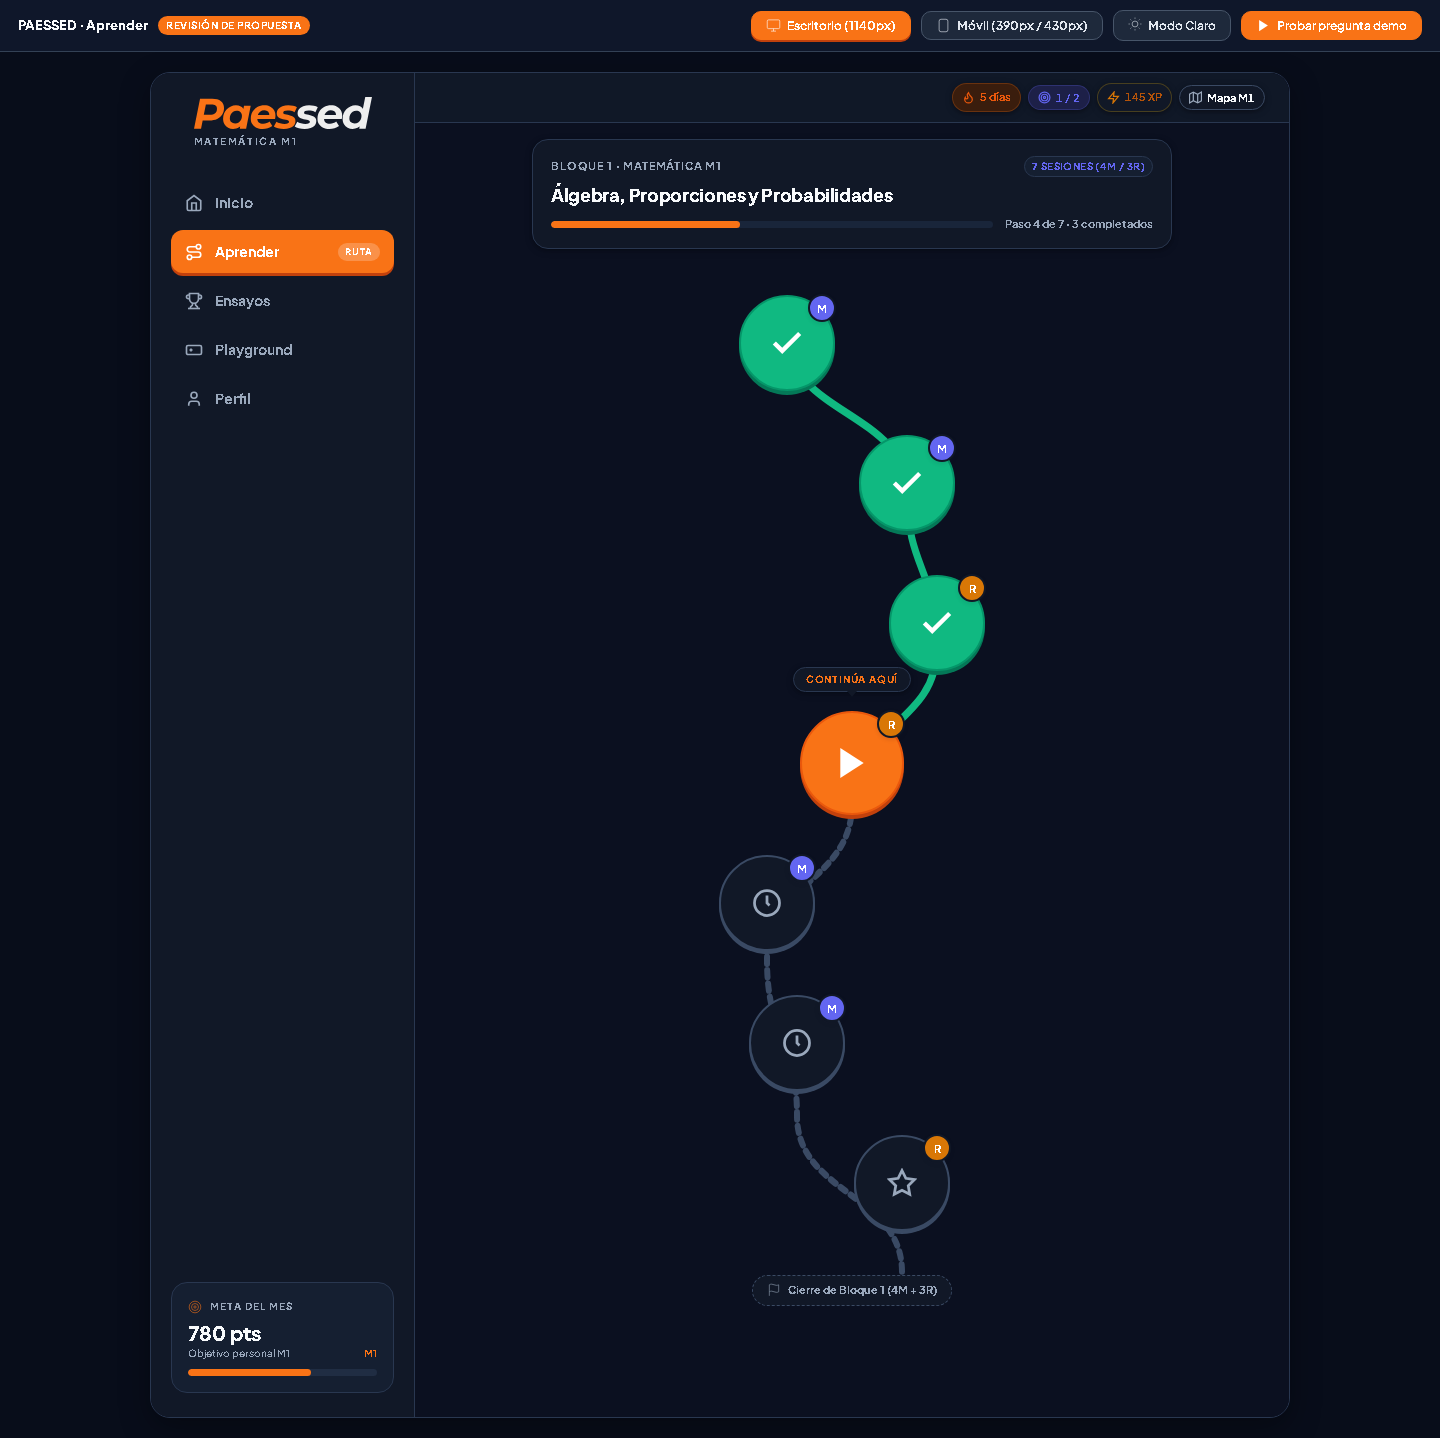 PAESSED · Aprender
REVISIÓN DE PROPUESTA
Escritorio (1140px)
Móvil (390px / 430px)
Modo Claro
Probar pregunta demo
Paessed
MATEMÁTICA M1
Inicio
Aprender
RUTA
Ensayos
Playground
Perfil
META DEL MES
780 pts
Objetivo personal M1
M1
5 días
1 / 2
145 XP
Mapa M1
BLOQUE 1 · MATEMÁTICA M1
7 SESIONES (4M / 3R)
Álgebra, Proporciones y Probabilidades
Paso 4 de 7 · 3 completados
M
M
R
CONTINÚA AQUÍ
R
M
M
R
Cierre de Bloque 1 (4M + 3R)